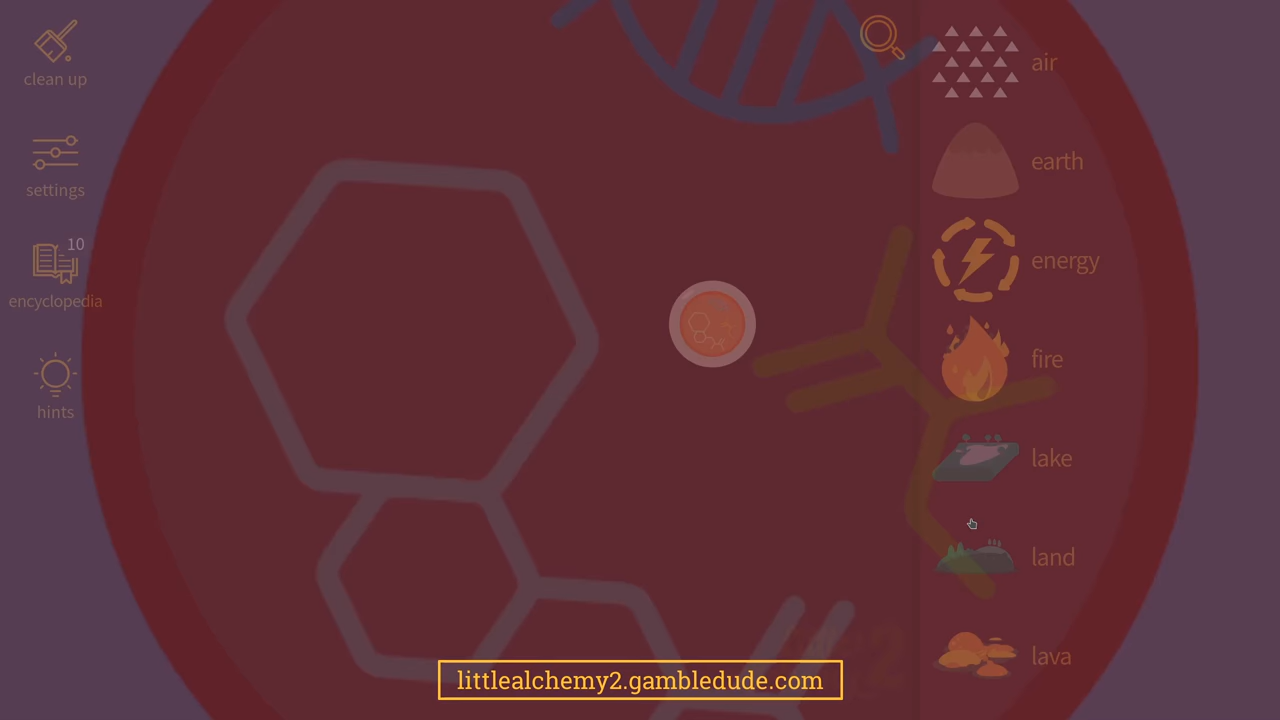 clean up
settings
10
encyclopedia
hints
air
earth
energy
fire
lake
land
lava
littlealchemy2.gambledude.com